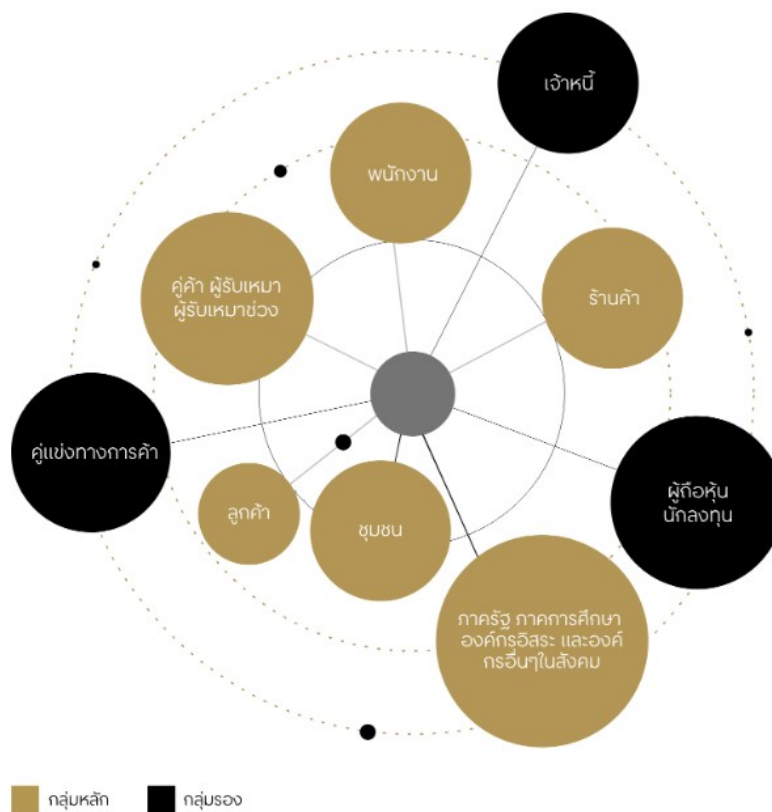 เจ้าหนี้
พนักงาน
คู่ค้า ผู้รับเหมา
ผู้รับเหมาช่วง
ร้านค้า
คู่แข่งทางการค้า
ผู้ถือหุ้น
นักลงทุน
ลูกค้า
ชุมชน
ภาครัฐ ภาคการศึกษา
องค์กรอิสระ และองค์
กรอื่นๆในสังคม
กลุ่มหลัก
กลุ่มรอง